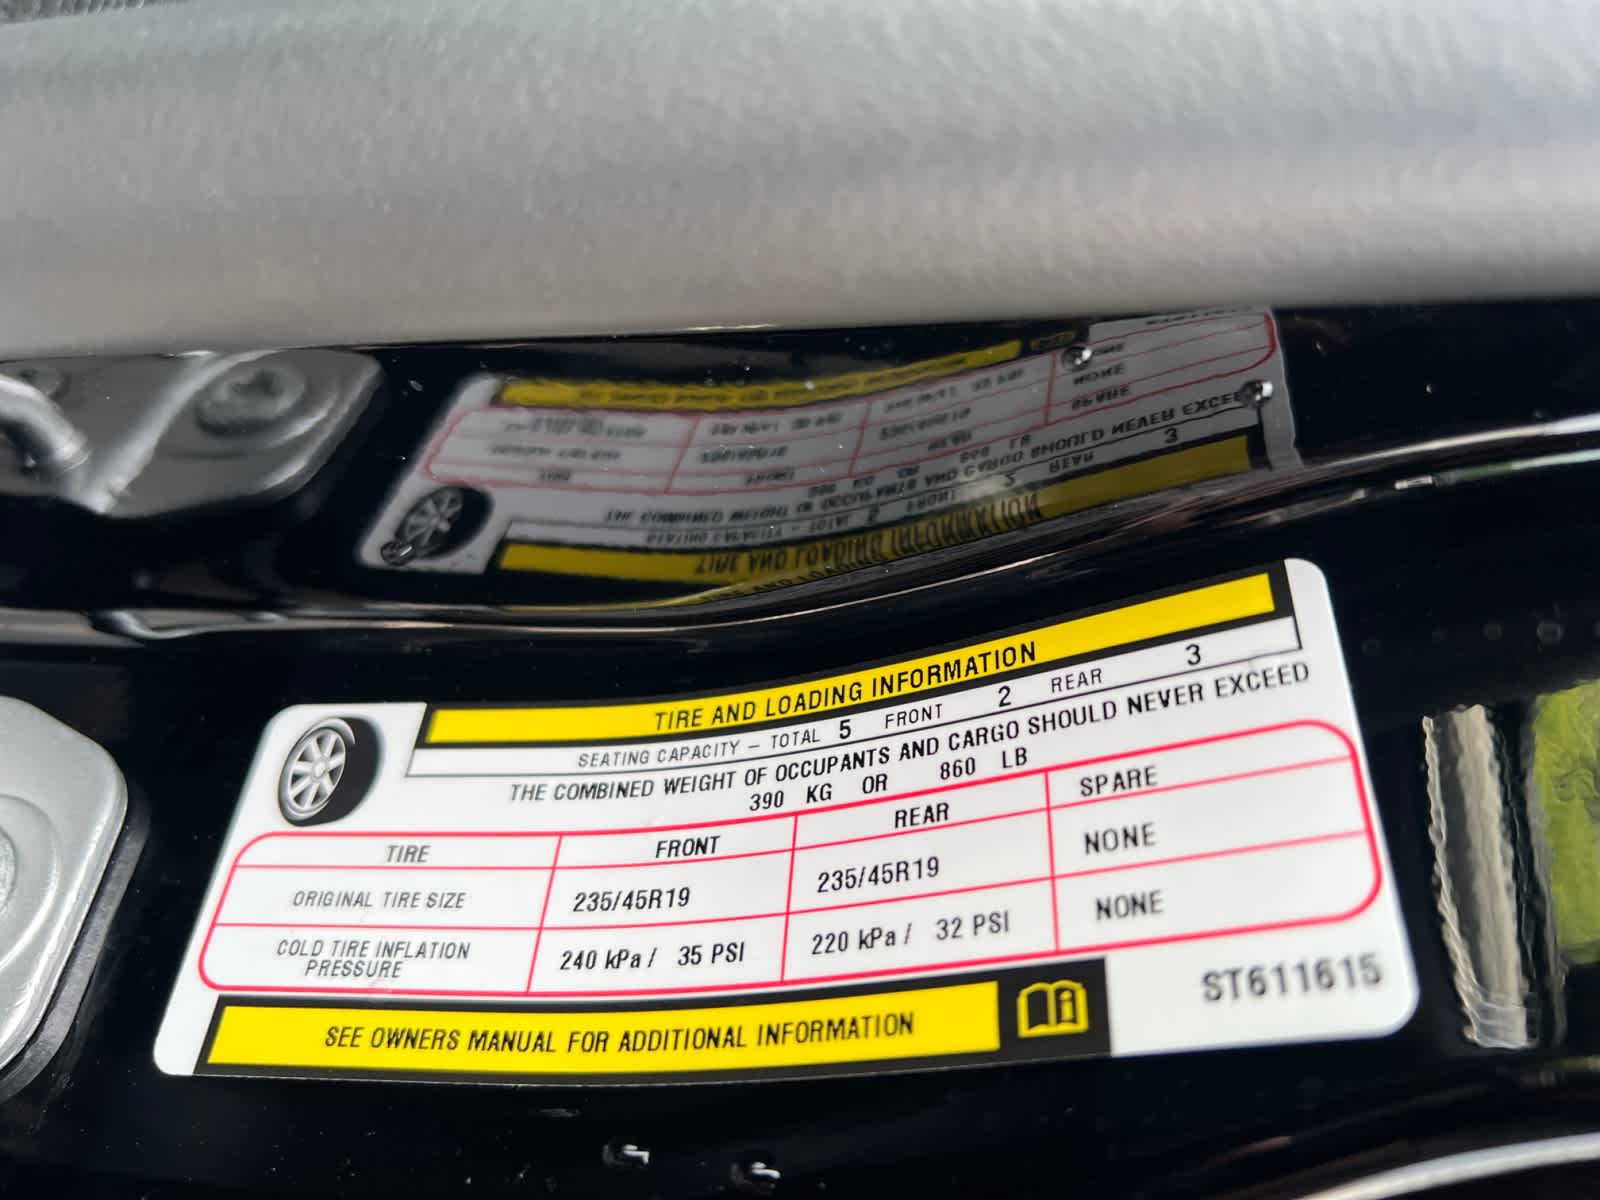 TIRE AND LOADING INFORMATION
SEATING CAPACITY – TOTAL 5 FRONT 2 REAR 3
THE COMBINED WEIGHT OF OCCUPANTS AND CARGO SHOULD NEVER EXCEED
390 KG OR 860 LB
TIRE FRONT REAR SPARE
ORIGINAL TIRE SIZE 235/45R19 235/45R19 NONE
COLD TIRE INFLATION PRESSURE 240 kPa / 35 PSI 220 kPa / 32 PSI NONE
SEE OWNERS MANUAL FOR ADDITIONAL INFORMATION
ST611615